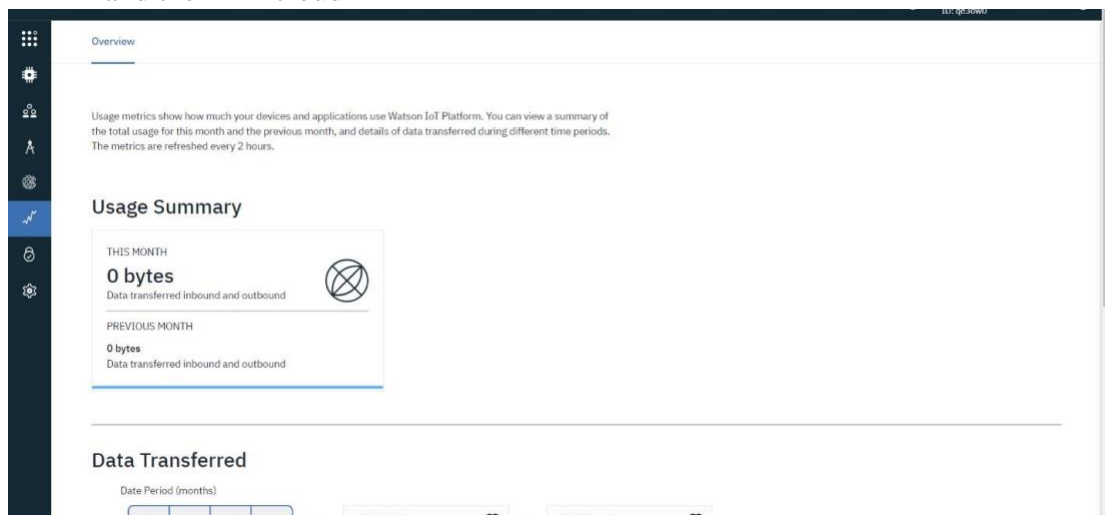 ID: qe38w0
Overview
Usage metrics show how much your devices and applications use Watson IoT Platform. You can view a summary of
the total usage for this month and the previous month, and details of data transferred during different time periods.
The metrics are refreshed every 2 hours.
Usage Summary
THIS MONTH
0 bytes
Data transferred inbound and outbound
PREVIOUS MONTH
0 bytes
Data transferred inbound and outbound
Data Transferred
Date Period (months)